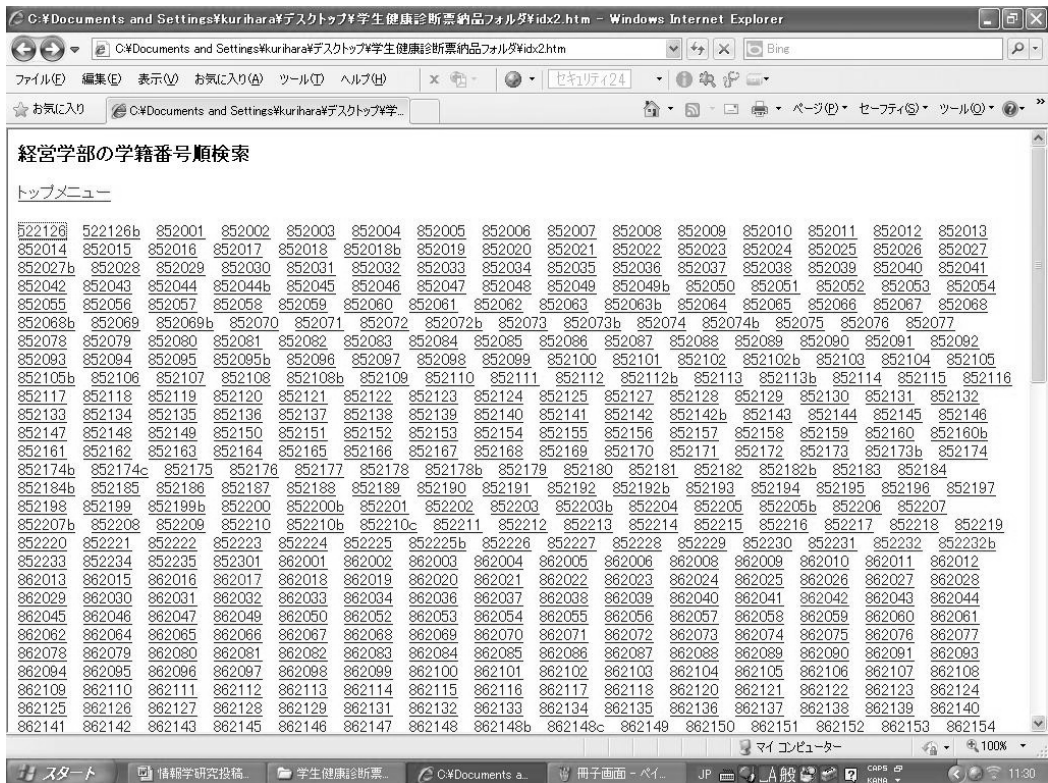 C:¥Documents and Settings¥kurihara¥デスクトップ¥学生健康診断票納品フォルダ¥idx2.htm - Windows Internet Explorer
C:¥Documents and Settings¥kurihara¥デスクトップ¥学生健康診断票納品フォルダ¥idx2.htm Bing
ファイル(F) 編集(E) 表示(V) お気に入り(A) ツール(T) ヘルプ(H) セキュリティ24
お気に入り C:¥Documents and Settings¥kurihara¥デスクトップ¥学... ページ(P) セーフティ(S) ツール(O)
経営学部の学籍番号順検索
トップメニュー
522126 522126b 852001 852002 852003 852004 852005 852006 852007 852008 852009 852010 852011 852012 852013
852014 852015 852016 852017 852018 852018b 852019 852020 852021 852022 852023 852024 852025 852026 852027
852027b 852028 852029 852030 852031 852032 852033 852034 852035 852036 852037 852038 852039 852040 852041
852042 852043 852044 852044b 852045 852046 852047 852048 852049 852049b 852050 852051 852052 852053 852054
852055 852056 852057 852058 852059 852060 852061 852062 852063 852063b 852064 852065 852066 852067 852068
852068b 852069 852069b 852070 852071 852072 852072b 852073 852073b 852074 852074b 852075 852076 852077
852078 852079 852080 852081 852082 852083 852084 852085 852086 852087 852088 852089 852090 852091 852092
852093 852094 852095 852095b 852096 852097 852098 852099 852100 852101 852102 852102b 852103 852104 852105
852105b 852106 852107 852108 852108b 852109 852110 852111 852112 852112b 852113 852113b 852114 852115 852116
852117 852118 852119 852120 852121 852122 852123 852124 852125 852127 852128 852129 852130 852131 852132
852133 852134 852135 852136 852137 852138 852139 852140 852141 852142 852142b 852143 852144 852145 852146
852147 852148 852149 852150 852151 852152 852153 852154 852155 852156 852157 852158 852159 852160 852160b
852161 852162 852163 852164 852165 852166 852167 852168 852169 852170 852171 852172 852173 852173b 852174
852174b 852174c 852175 852176 852177 852178 852178b 852179 852180 852181 852182 852182b 852183 852184
852184b 852185 852186 852187 852188 852189 852190 852191 852192 852192b 852193 852194 852195 852196 852197
852198 852199 852199b 852200 852200b 852201 852202 852203 852203b 852204 852205 852205b 852206 852207
852207b 852208 852209 852210 852210b 852210c 852211 852212 852213 852214 852215 852216 852217 852218 852219
852220 852221 852222 852223 852224 852225 852225b 852226 852227 852228 852229 852230 852231 852232 852232b
852233 852234 852235 852301 862001 862002 862003 862004 862005 862006 862008 862009 862010 862011 862012
862013 862015 862016 862017 862018 862019 862020 862021 862022 862023 862024 862025 862026 862027 862028
862029 862030 862031 862032 862033 862034 862036 862037 862038 862039 862040 862041 862042 862043 862044
862045 862046 862047 862049 862050 862052 862053 862054 862055 862056 862057 862058 862059 862060 862061
862062 862064 862065 862066 862067 862068 862069 862070 862071 862072 862073 862074 862075 862076 862077
862078 862079 862080 862081 862082 862083 862084 862085 862086 862087 862088 862089 862090 862091 862093
862094 862095 862096 862097 862098 862099 862100 862101 862102 862103 862104 862105 862106 862107 862108
862109 862110 862111 862112 862113 862114 862115 862116 862117 862118 862120 862121 862122 862123 862124
862125 862126 862127 862128 862129 862131 862132 862133 862134 862135 862136 862137 862138 862139 862140
862141 862142 862143 862145 862146 862147 862148 862148b 862148c 862149 862150 862151 862152 862153 862154
マイ コンピューター 100%
スタート 情報学研究投稿... 学生健康診断票... C:¥Documents a... 冊子画面 - ペイ... JP A 般 CAPS KANA 11:30